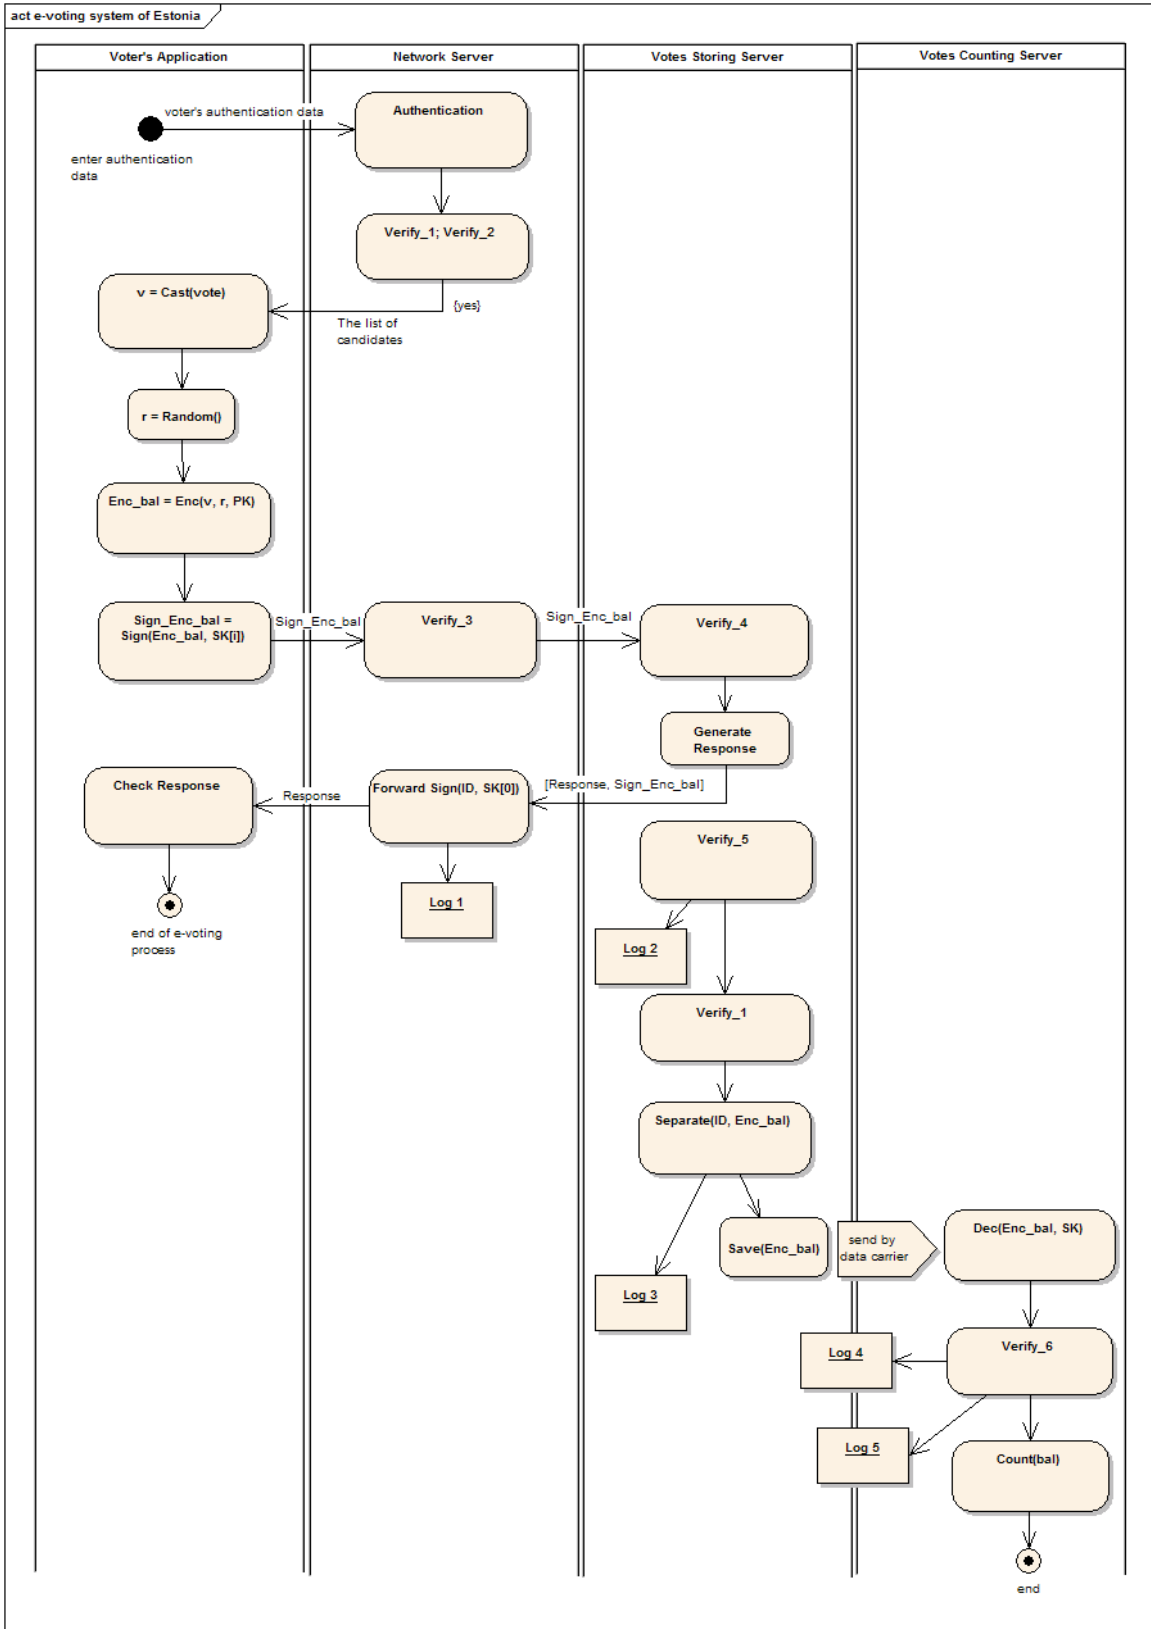 act e-voting system of Estonia
Voter's Application
Network Server
Votes Storing Server
Votes Counting Server
voter's authentication data
Authentication
enter authentication
data
Verify_1; Verify_2
v = Cast(vote)
{yes}
The list of
candidates
r = Random()
Enc_bal = Enc(v, r, PK)
Sign_Enc_bal =
Sign(Enc_bal, SK[i])
Sign_Enc_bal
Verify_3
Sign_Enc_bal
Verify_4
Generate
Response
Check Response
Response
Forward Sign(ID, SK[0])
[Response, Sign_Enc_bal]
Verify_5
Log 1
end of e-voting
process
Log 2
Verify_1
Separate(ID, Enc_bal)
Save(Enc_bal)
send by
data carrier
Dec(Enc_bal, SK)
Log 3
Log 4
Verify_6
Log 5
Count(bal)
end